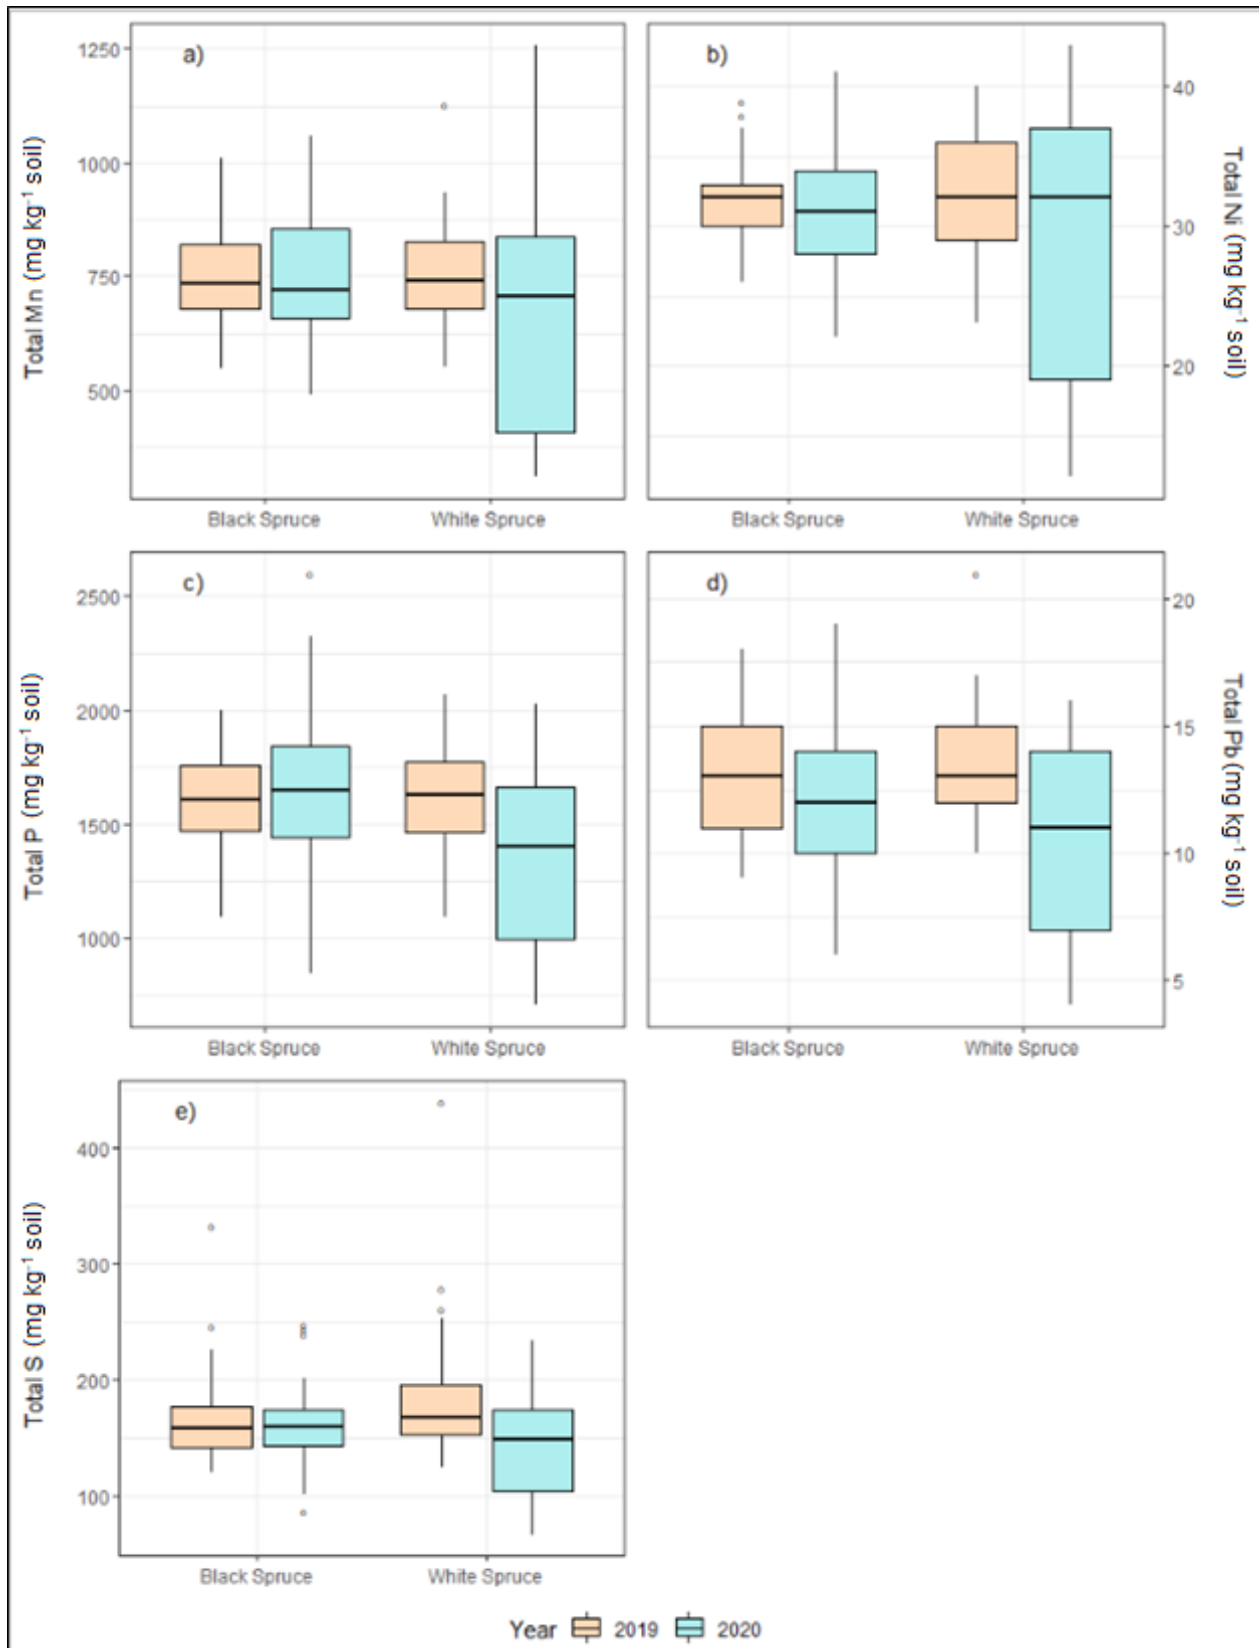 a)
1250
1000
750
500
Total Mn (mg kg⁻¹ soil)
Black Spruce White Spruce
b)
40
30
20
Total Ni (mg kg⁻¹ soil)
Black Spruce White Spruce
c)
2500
2000
1500
1000
Total P (mg kg⁻¹ soil)
Black Spruce White Spruce
d)
20
15
10
5
Total Pb (mg kg⁻¹ soil)
Black Spruce White Spruce
e)
400
300
200
100
Total S (mg kg⁻¹ soil)
Black Spruce White Spruce
Year 2019 2020